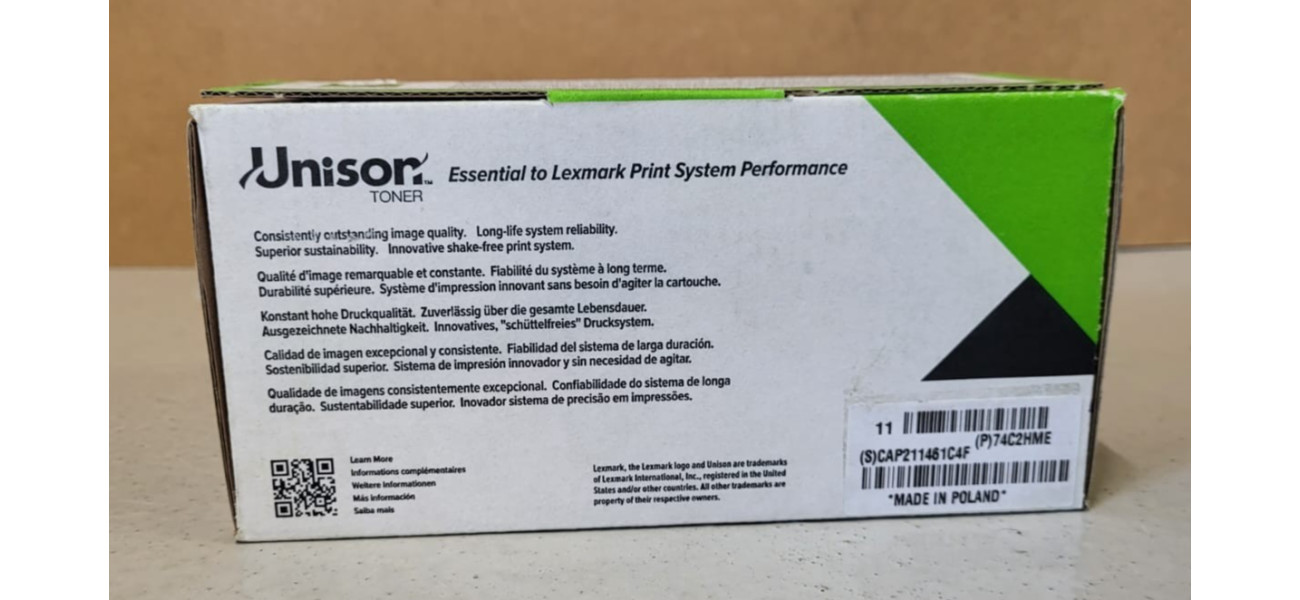 Unison™
TONER
Essential to Lexmark Print System Performance
Consistently outstanding image quality. Long-life system reliability.
Superior sustainability. Innovative shake-free print system.
Qualité d'image remarquable et constante. Fiabilité du système à long terme.
Durabilité supérieure. Système d'impression innovant sans besoin d'agiter la cartouche.
Konstant hohe Druckqualität. Zuverlässig über die gesamte Lebensdauer.
Ausgezeichnete Nachhaltigkeit. Innovatives, "schüttelfreies" Drucksystem.
Calidad de imagen excepcional y consistente. Fiabilidad del sistema de larga duración.
Sostenibilidad superior. Sistema de impresión innovador y sin necesidad de agitar.
Qualidade de imagens consistentemente excepcional. Confiabilidade do sistema de longa
duração. Sustentabilidade superior. Inovador sistema de precisão em impressões.
Learn More
Informations complémentaires
Weitere Informationen
Más información
Saiba mais
Lexmark, the Lexmark logo and Unison are trademarks
of Lexmark International, Inc., registered in the United
States and/or other countries. All other trademarks are
property of their respective owners.
11
(P)74C2HME
(S)CAP211461C4F
*MADE IN POLAND*